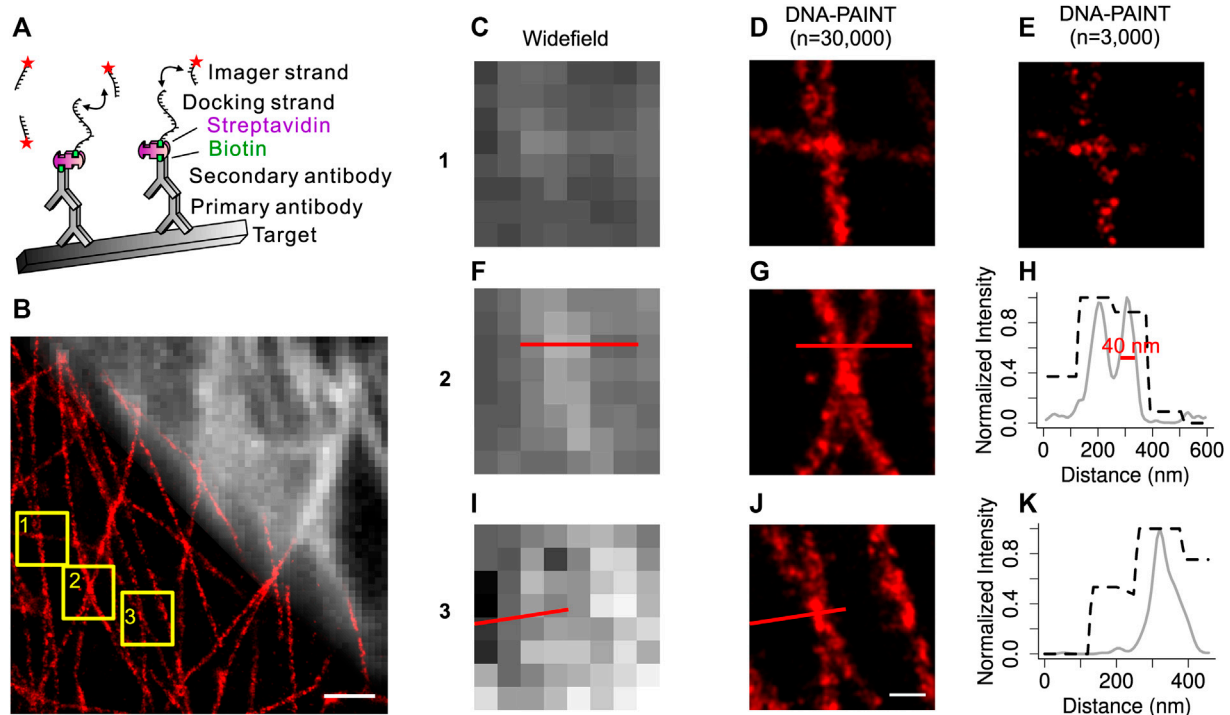 A
Imager strand
Docking strand
Streptavidin
Biotin
Secondary antibody
Primary antibody
Target
B
1
2
3
C
Widefield
D
DNA-PAINT
(n=30,000)
E
DNA-PAINT
(n=3,000)
1
F
G
H
2
Normalized Intensity
0.8
0.4
0.0
40 nm
0 200 400 600
Distance (nm)
I
J
K
3
Normalized Intensity
0.8
0.4
0.0
0 200 400
Distance (nm)